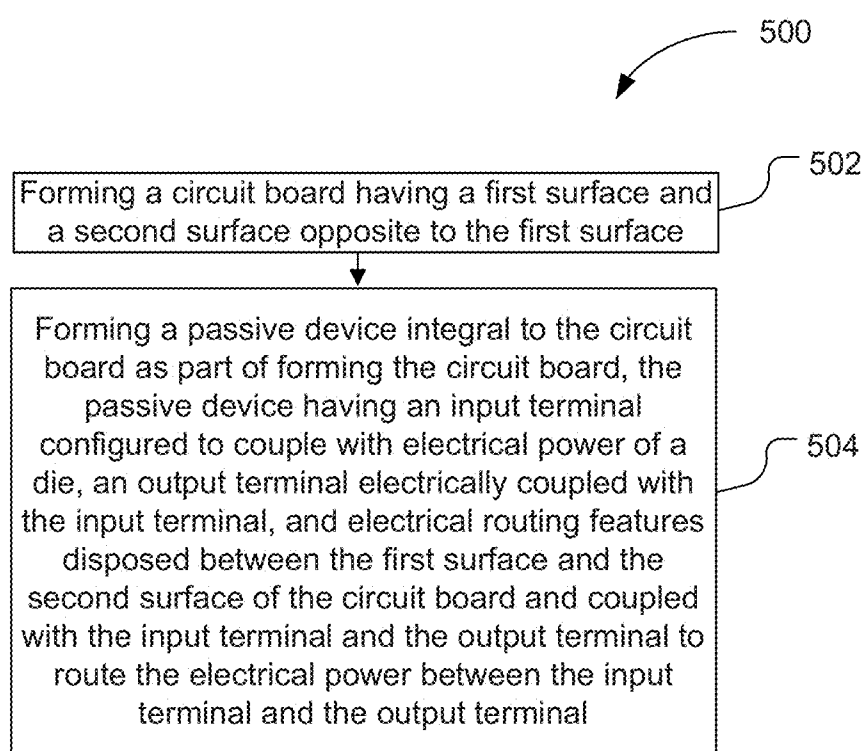 500
502
Forming a circuit board having a first surface and
a second surface opposite to the first surface
Forming a passive device integral to the circuit
board as part of forming the circuit board, the
passive device having an input terminal
configured to couple with electrical power of a
die, an output terminal electrically coupled with
the input terminal, and electrical routing features
disposed between the first surface and the
second surface of the circuit board and coupled
with the input terminal and the output terminal to
route the electrical power between the input
terminal and the output terminal
504